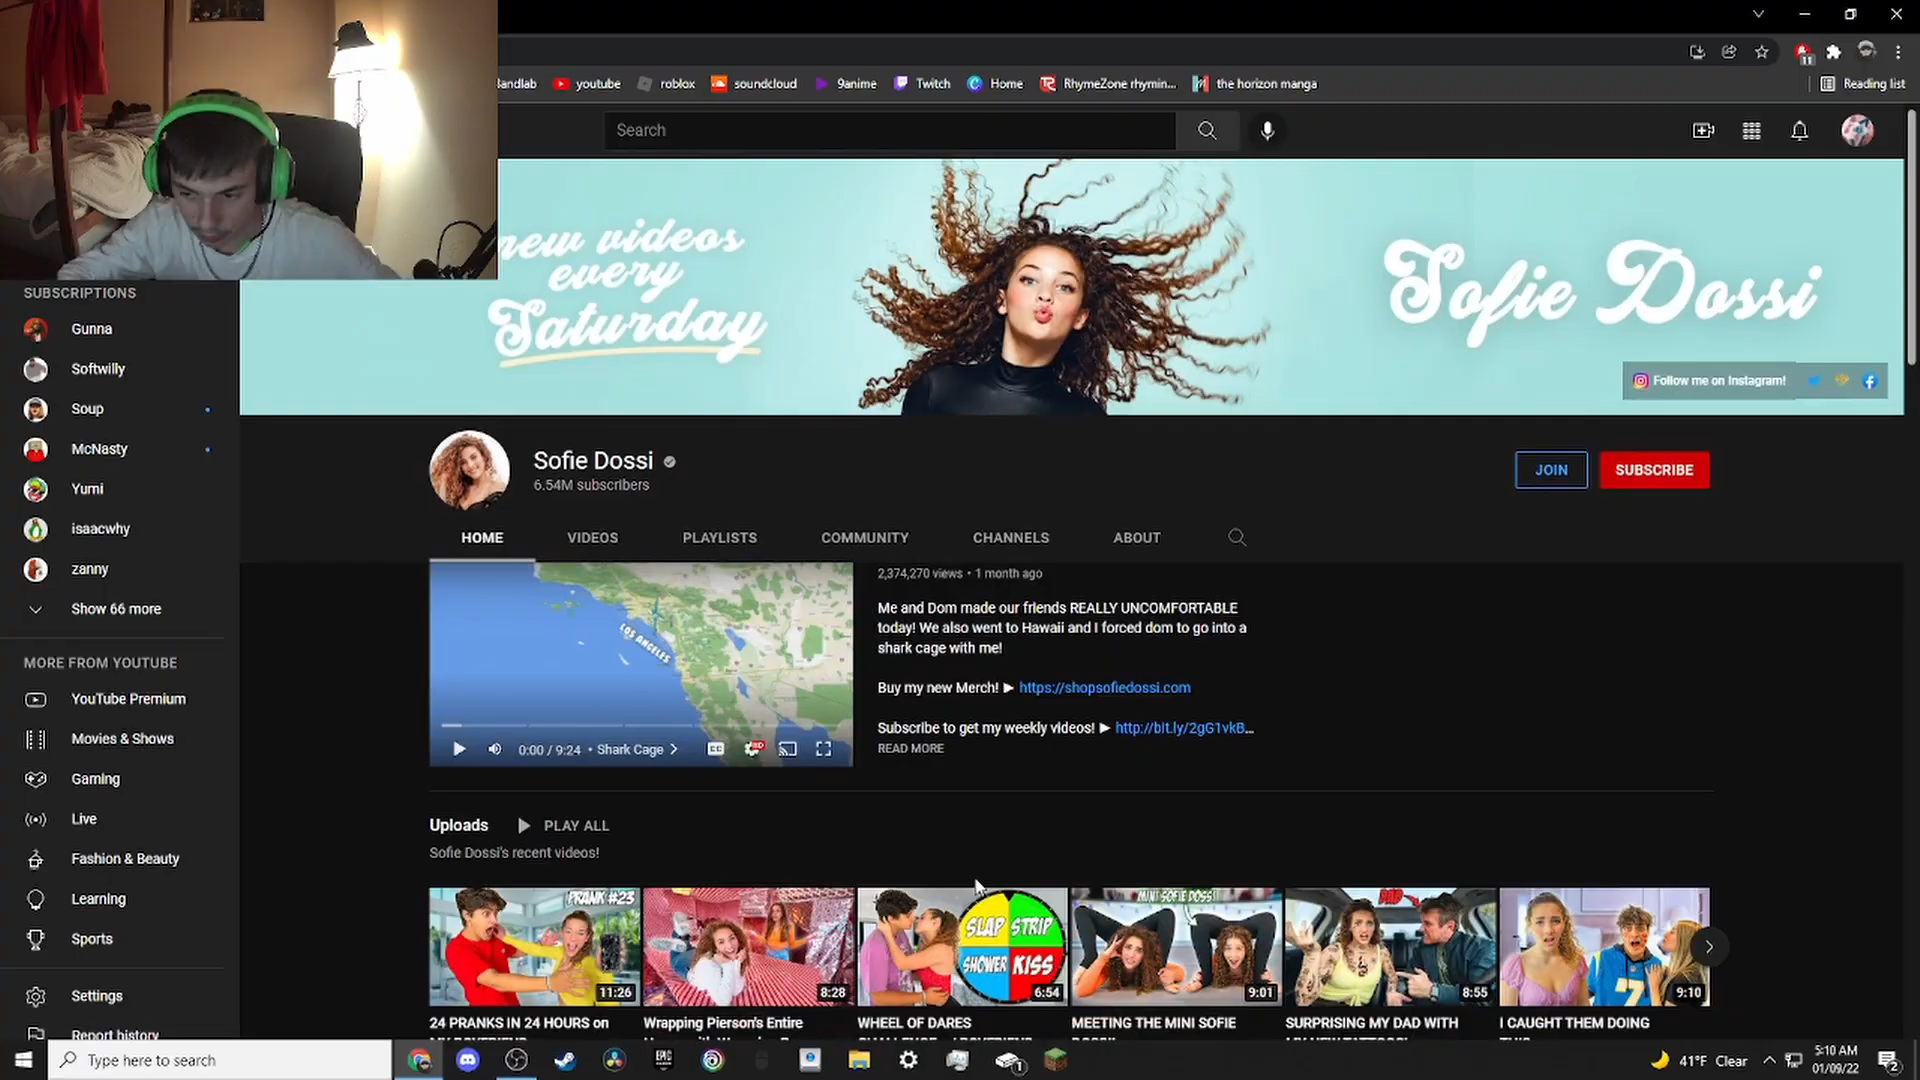 Bandlab
youtube
roblox
soundcloud
9anime
Twitch
Home
RhymeZone rhymin...
the horizon manga
Reading list
11
Search
new videos
every
Saturday
Sofie Dossi
Follow me on Instagram!
SUBSCRIPTIONS
Gunna
Softwilly
Soup
McNasty
Yumi
isaacwhy
zanny
Show 66 more
MORE FROM YOUTUBE
YouTube Premium
Movies & Shows
Gaming
Live
Fashion & Beauty
Learning
Sports
Settings
Report history
Sofie Dossi
6.54M subscribers
JOIN
SUBSCRIBE
HOME
VIDEOS
PLAYLISTS
COMMUNITY
CHANNELS
ABOUT
LOS ANGELES
0:00 / 9:24 • Shark Cage
CC
HD
2,374,270 views • 1 month ago
Me and Dom made our friends REALLY UNCOMFORTABLE
today! We also went to Hawaii and I forced dom to go into a
shark cage with me!
Buy my new Merch! ► https://shopsofiedossi.com
Subscribe to get my weekly videos! ► http://bit.ly/2gG1vkB...
READ MORE
Uploads
PLAY ALL
Sofie Dossi's recent videos!
PRANK #23
11:26
8:28
SLAP
STRIP
SHOWER
KISS
6:54
MINI SOFIE DOSSI
9:01
DAD
8:55
7
9:10
24 PRANKS IN 24 HOURS on
Wrapping Pierson's Entire
WHEEL OF DARES
MEETING THE MINI SOFIE
SURPRISING MY DAD WITH
I CAUGHT THEM DOING
Type here to search
EPIC
1
41°F Clear
5:10 AM
01/09/22
2